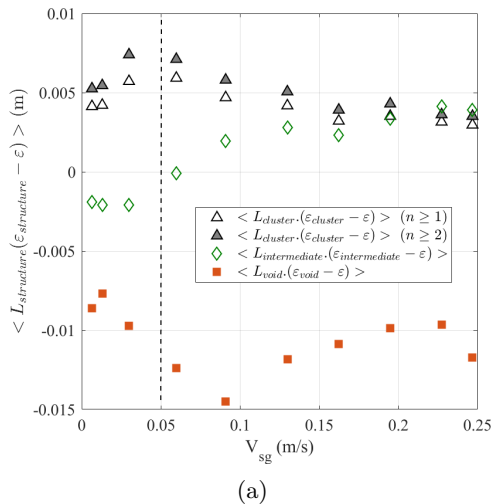 0.01
0.005
0
-0.005
-0.01
-0.015
< L_structure(ε_structure − ε) > (m)
< L_cluster.(ε_cluster − ε) > (n ≥ 1)
< L_cluster.(ε_cluster − ε) > (n ≥ 2)
< L_intermediate.(ε_intermediate − ε) >
< L_void.(ε_void − ε) >
0 0.05 0.1 0.15 0.2 0.25
V_sg (m/s)
(a)